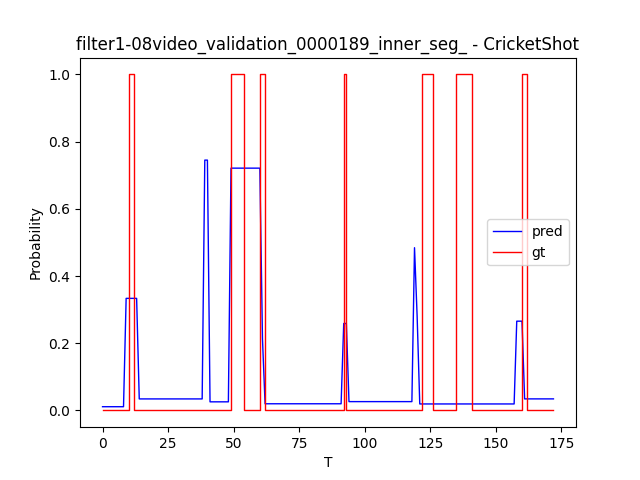 filter1-08video_validation_0000189_inner_seg_ - CricketShot
1.0
0.8
0.6
0.4
0.2
0.0
Probability
pred
gt
0 25 50 75 100 125 150 175
T